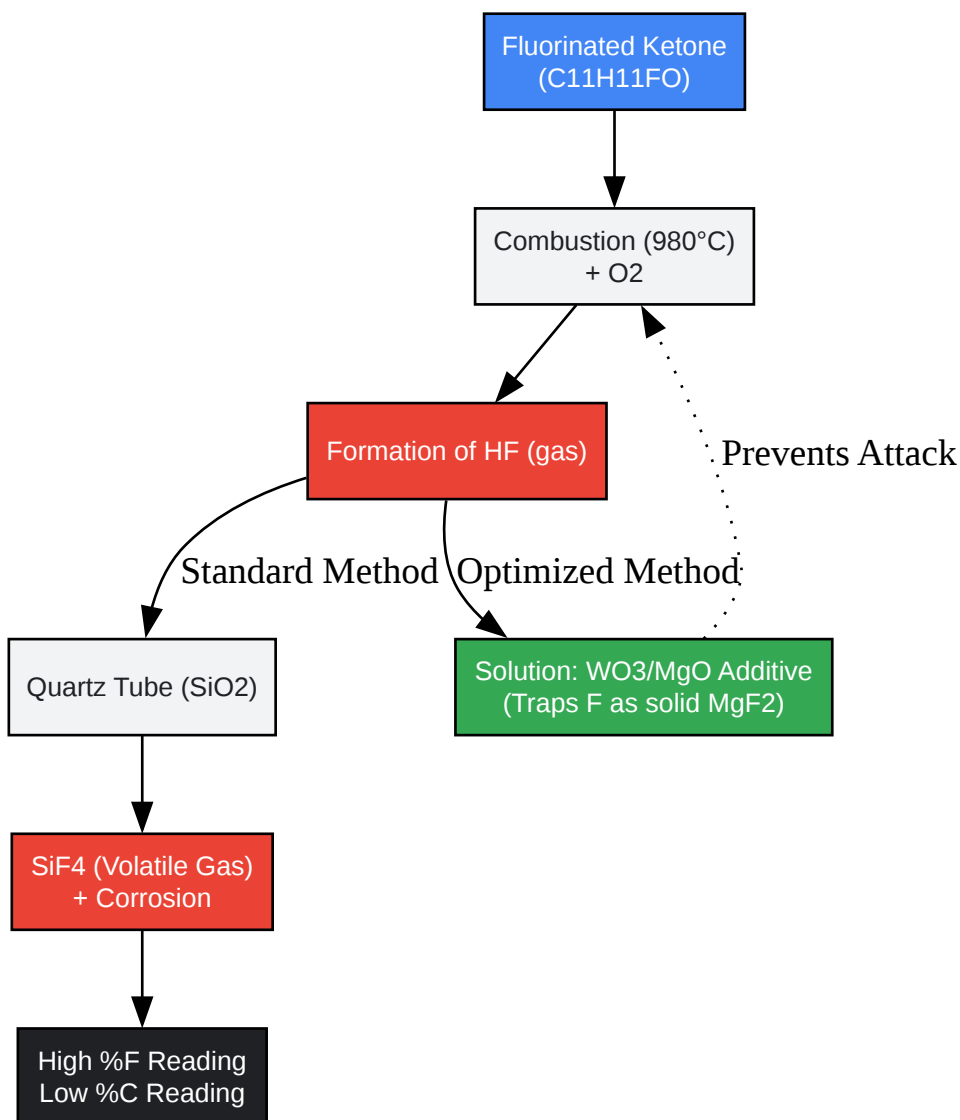 Fluorinated Ketone
(C11H11FO)
Combustion (980°C)
+ O2
Formation of HF (gas)
Prevents Attack
Standard Method
Optimized Method
Quartz Tube (SiO2)
Solution: WO3/MgO Additive
(Traps F as solid MgF2)
SiF4 (Volatile Gas)
+ Corrosion
High %F Reading
Low %C Reading